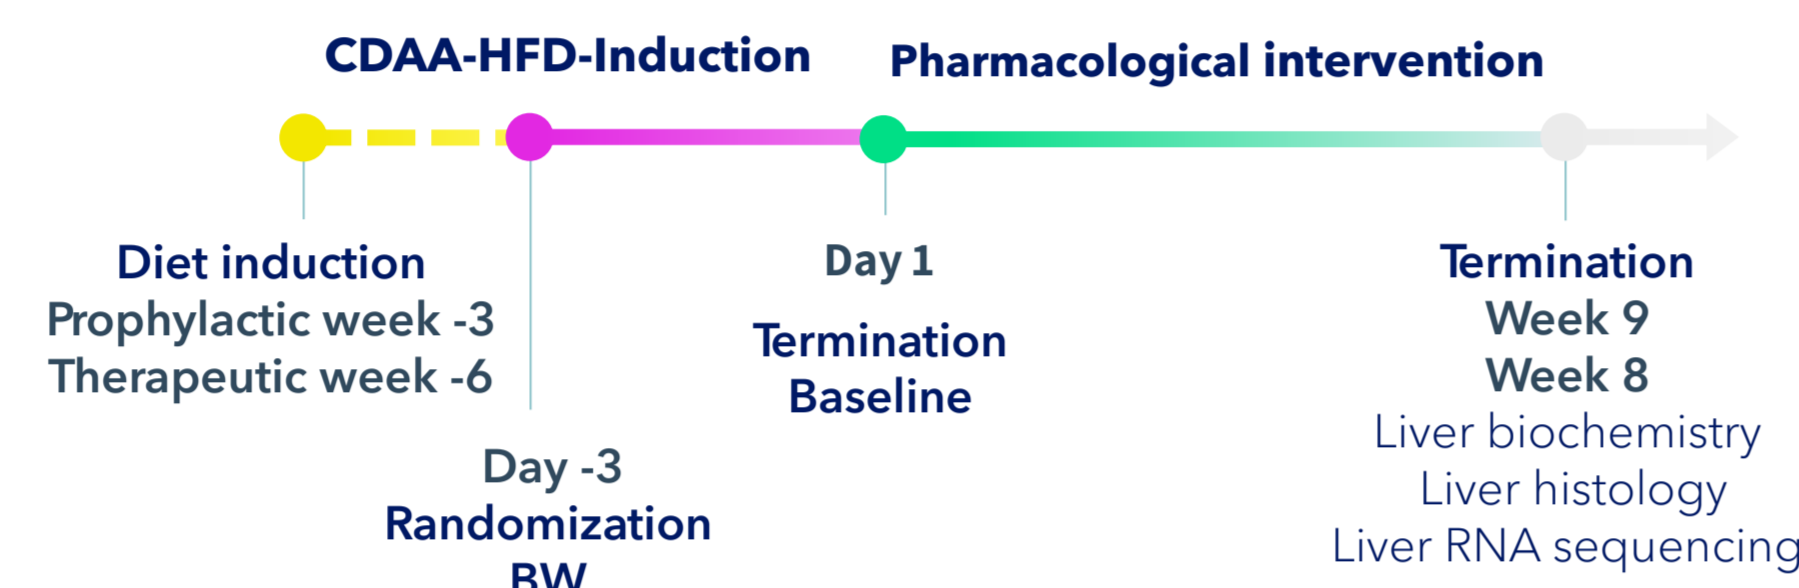 CDAA-HFD-Induction
Pharmacological intervention
Diet induction
Prophylactic week -3
Therapeutic week -6
Day -3
Randomization
BW
Day 1
Termination
Baseline
Termination
Week 9
Week 8
Liver biochemistry
Liver histology
Liver RNA sequencing